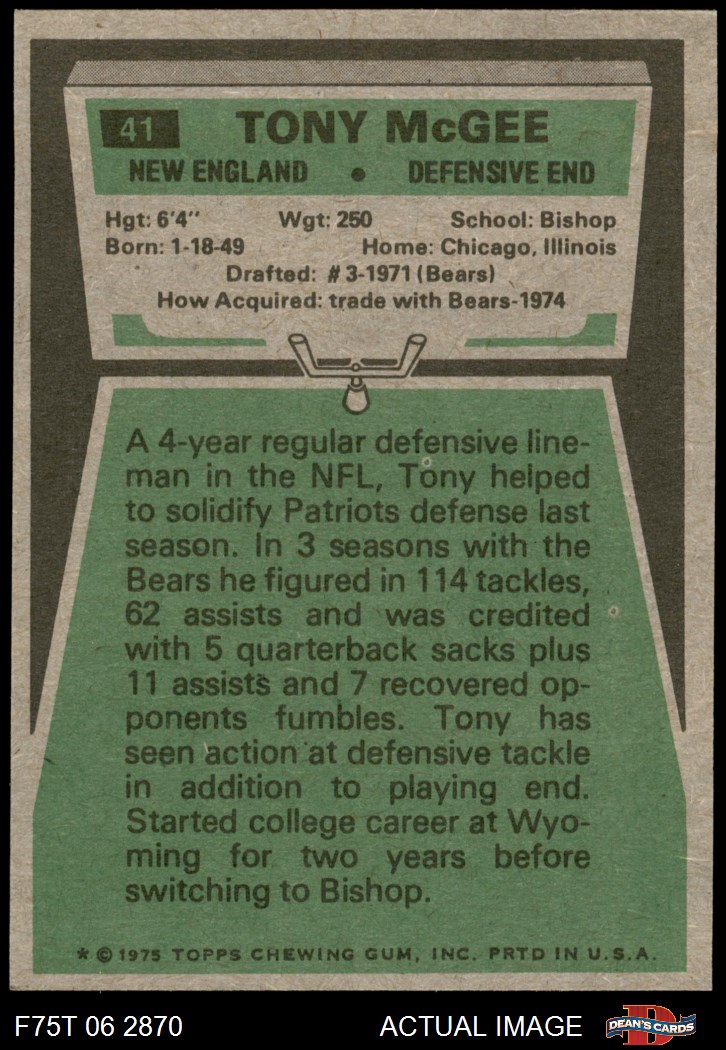 41 TONY McGEE
NEW ENGLAND • DEFENSIVE END
Hgt: 6'4" Wgt: 250 School: Bishop
Born: 1-18-49 Home: Chicago, Illinois
Drafted: #3-1971 (Bears)
How Acquired: trade with Bears-1974
A 4-year regular defensive line-
man in the NFL, Tony helped
to solidify Patriots defense last
season. In 3 seasons with the
Bears he figured in 114 tackles,
62 assists and was credited
with 5 quarterback sacks plus
11 assists and 7 recovered op-
ponents fumbles. Tony has
seen action at defensive tackle
in addition to playing end.
Started college career at Wyo-
ming for two years before
switching to Bishop.
* © 1975 TOPPS CHEWING GUM, INC. PRTD IN U.S.A.
F75T 06 2870 ACTUAL IMAGE D DEAN'S CARDS